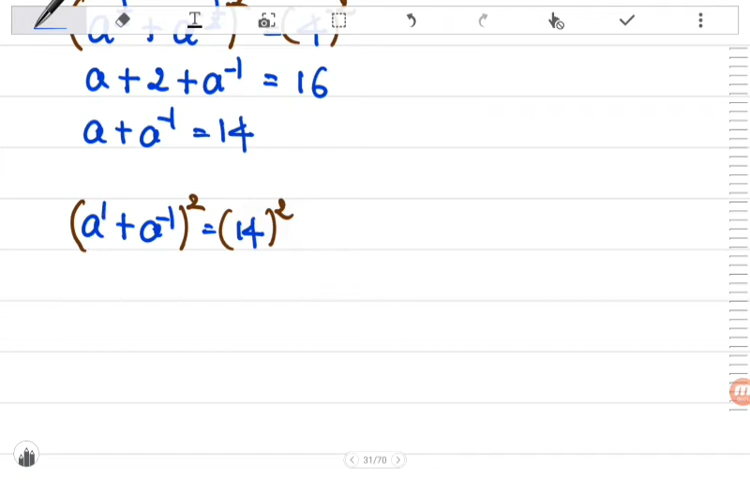 a + 2 + a⁻¹ = 16
a + a⁻¹ = 14
(a¹ + a⁻¹)² = (14)²
31/70